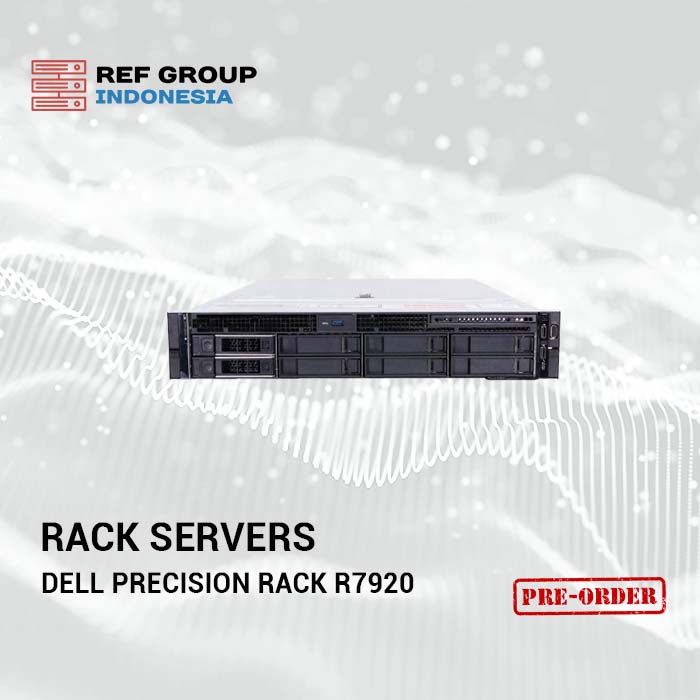 REF GROUP
INDONESIA
RACK SERVERS
DELL PRECISION RACK R7920
PRE-ORDER